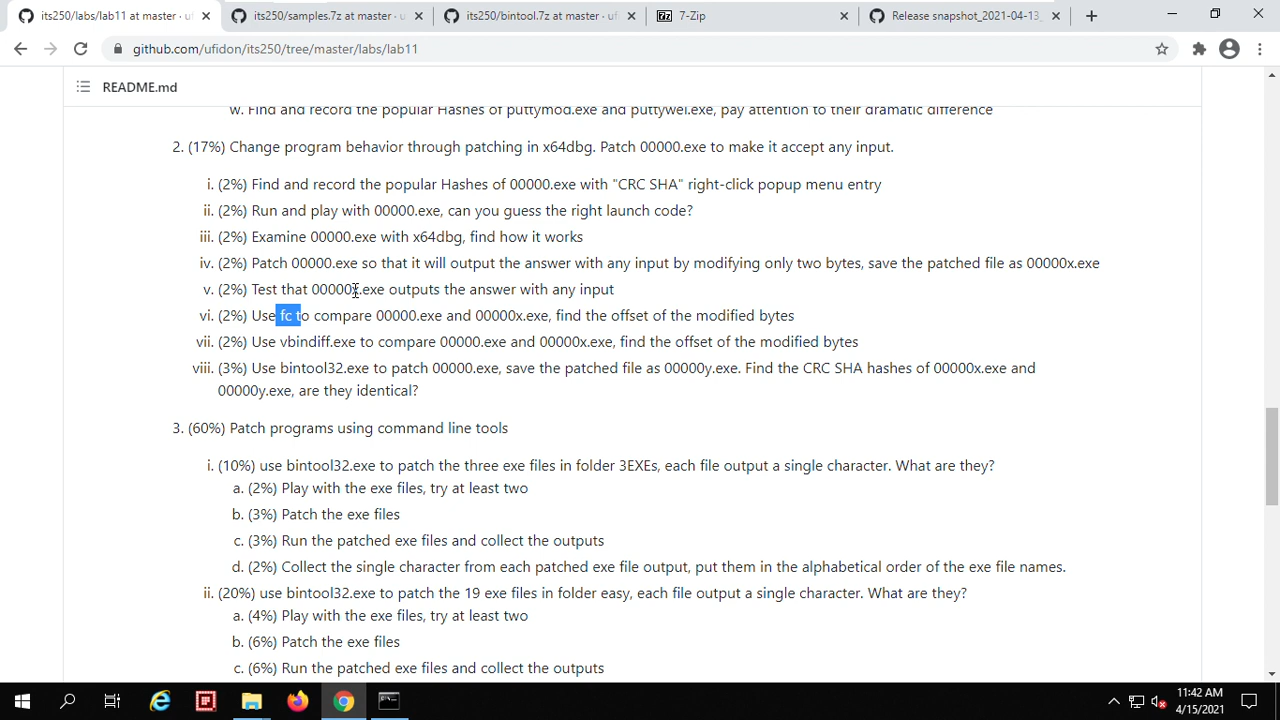 its250/labs/lab11 at master · u
its250/samples.7z at master · u
its250/bintool.7z at master · uf
7z 7-Zip
Release snapshot_2021-04-13_
github.com/ufidon/its250/tree/master/labs/lab11
README.md
w. Find and record the popular Hashes of puttymod.exe and puttywel.exe, pay attention to their dramatic difference
2. (17%) Change program behavior through patching in x64dbg. Patch 00000.exe to make it accept any input.
i. (2%) Find and record the popular Hashes of 00000.exe with "CRC SHA" right-click popup menu entry
ii. (2%) Run and play with 00000.exe, can you guess the right launch code?
iii. (2%) Examine 00000.exe with x64dbg, find how it works
iv. (2%) Patch 00000.exe so that it will output the answer with any input by modifying only two bytes, save the patched file as 00000x.exe
v. (2%) Test that 00000x.exe outputs the answer with any input
vi. (2%) Use fc to compare 00000.exe and 00000x.exe, find the offset of the modified bytes
vii. (2%) Use vbindiff.exe to compare 00000.exe and 00000x.exe, find the offset of the modified bytes
viii. (3%) Use bintool32.exe to patch 00000.exe, save the patched file as 00000y.exe. Find the CRC SHA hashes of 00000x.exe and
00000y.exe, are they identical?
3. (60%) Patch programs using command line tools
i. (10%) use bintool32.exe to patch the three exe files in folder 3EXEs, each file output a single character. What are they?
a. (2%) Play with the exe files, try at least two
b. (3%) Patch the exe files
c. (3%) Run the patched exe files and collect the outputs
d. (2%) Collect the single character from each patched exe file output, put them in the alphabetical order of the exe file names.
ii. (20%) use bintool32.exe to patch the 19 exe files in folder easy, each file output a single character. What are they?
a. (4%) Play with the exe files, try at least two
b. (6%) Patch the exe files
c. (6%) Run the patched exe files and collect the outputs
11:42 AM
4/15/2021